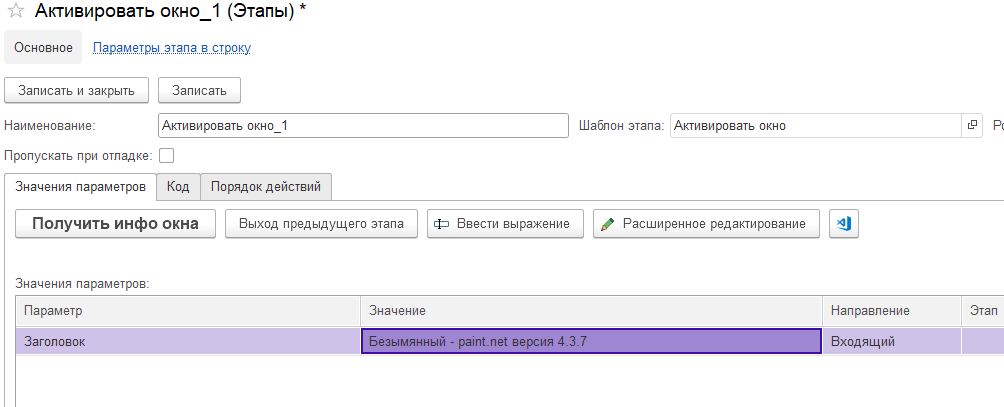 Активировать окно_1 (Этапы) *
Основное Параметры этапа в строку
Записать и закрыть Записать
Наименование: Активировать окно_1 Шаблон этапа: Активировать окно Ро
Пропускать при отладке:
Значения параметров Код Порядок действий
Получить инфо окна Выход предыдущего этапа Ввести выражение Расширенное редактирование
Значения параметров:
Параметр Значение Направление Этап
Заголовок Безымянный - paint.net версия 4.3.7 Входящий